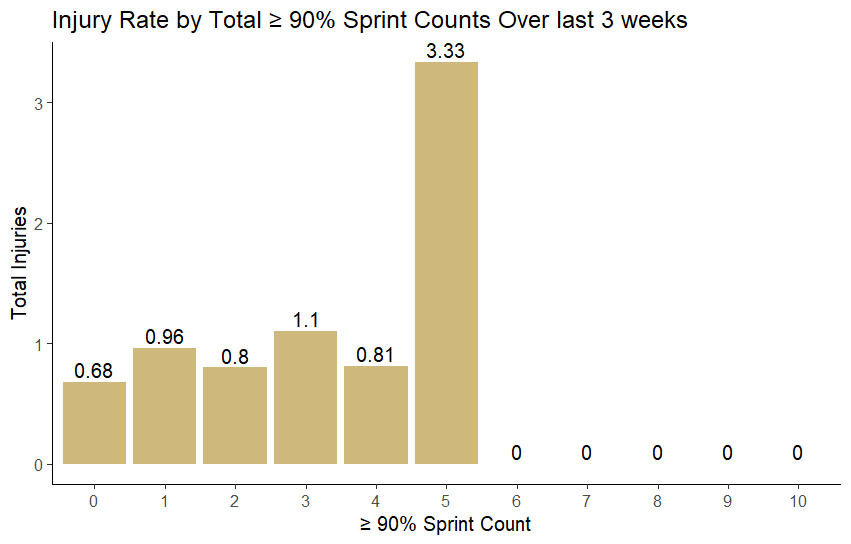 Injury Rate by Total ≥ 90% Sprint Counts Over last 3 weeks
3.33
3
Total Injuries
2
1.1
0.96
0.8
0.81
0.68
1
0
0 0 0 0 0
0 1 2 3 4 5 6 7 8 9 10
≥ 90% Sprint Count